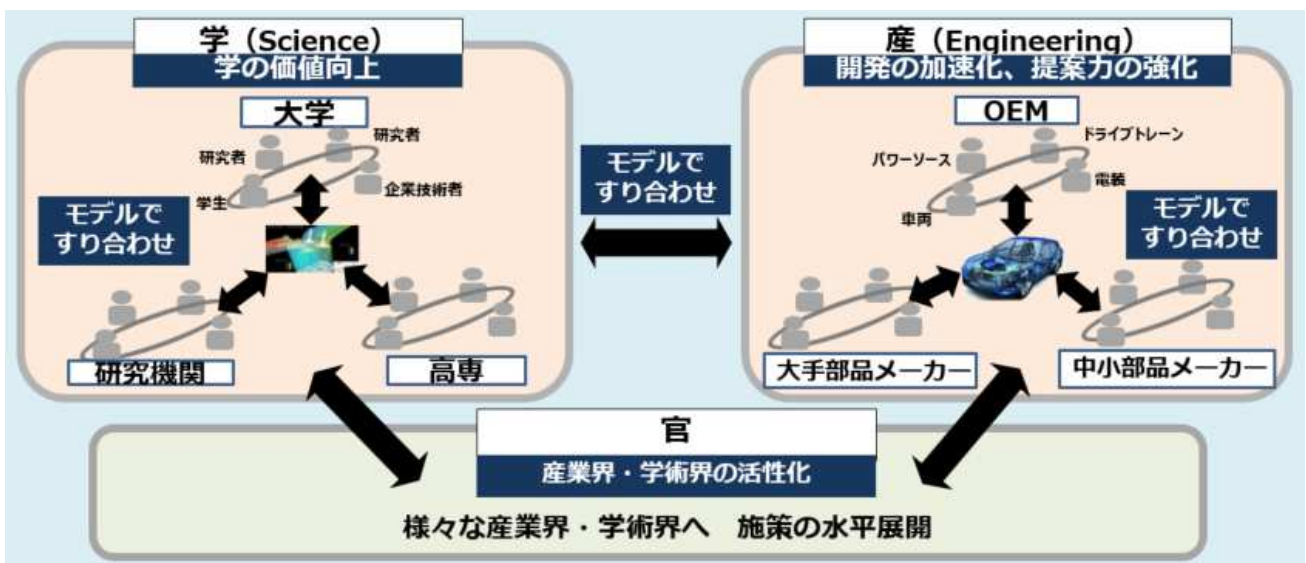 学（Science）
学の価値向上
大学
研究者
研究者
学生
企業技術者
モデルで
すり合わせ
研究機関
高専
モデルで
すり合わせ
産（Engineering）
開発の加速化、提案力の強化
OEM
ドライブトレーン
パワーソース
電装
車両
モデルで
すり合わせ
大手部品メーカー
中小部品メーカー
官
産業界・学術界の活性化
様々な産業界・学術界へ　施策の水平展開